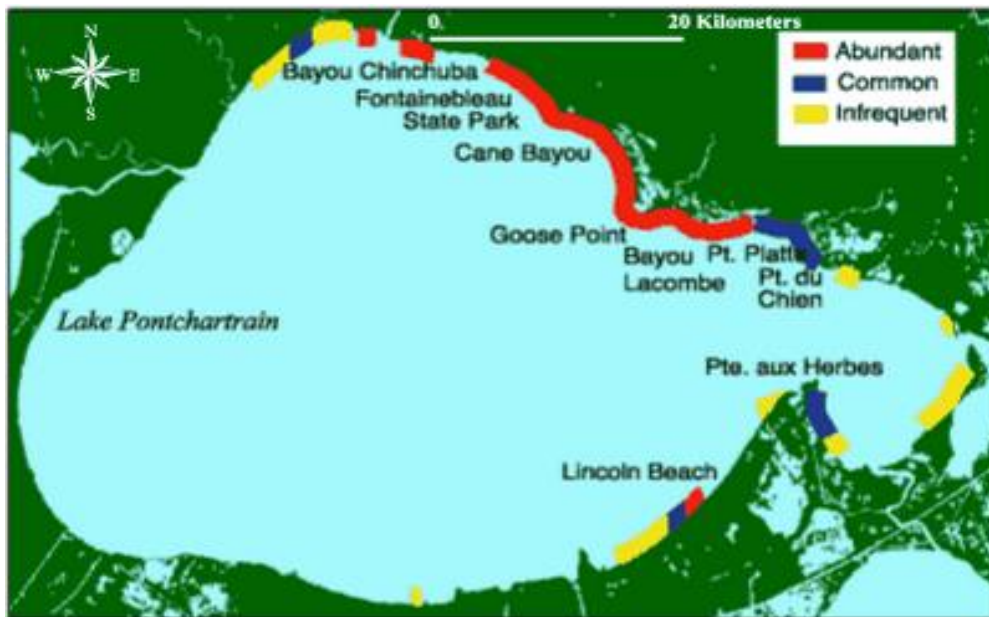 N
W E
S
0. 20 Kilometers
Abundant
Common
Infrequent
Bayou Chinchuba
Fontainebleau
State Park
Cane Bayou
Goose Point
Bayou
Lacombe
Pt. Platte
Pt. du
Chien
Lake Pontchartrain
Pte. aux Herbes
Lincoln Beach